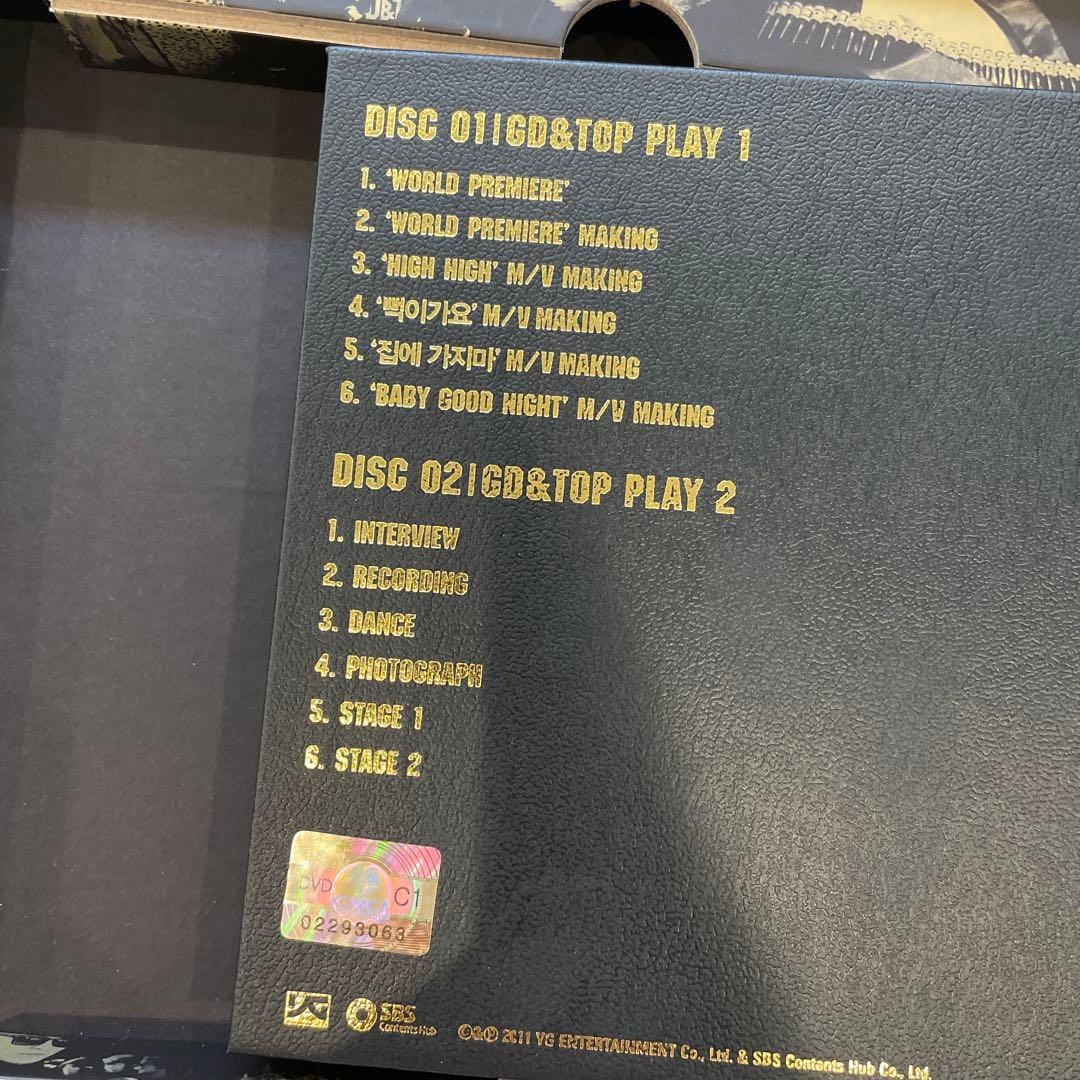 DISC 01 | GD&TOP PLAY 1
1. ‘WORLD PREMIERE’
2. ‘WORLD PREMIERE’ MAKING
3. ‘HIGH HIGH’ M/V MAKING
4. ‘뻑이가요’ M/V MAKING
5. ‘집에 가지마’ M/V MAKING
6. ‘BABY GOOD NIGHT’ M/V MAKING
DISC 02 | GD&TOP PLAY 2
1. INTERVIEW
2. RECORDING
3. DANCE
4. PHOTOGRAPH
5. STAGE 1
6. STAGE 2
DVD KOMCA C1
02293063
YG SBS
Contents Hub
©&℗ 2011 YG ENTERTAINMENT Co., Ltd. & SBS Contents Hub Co., Ltd.